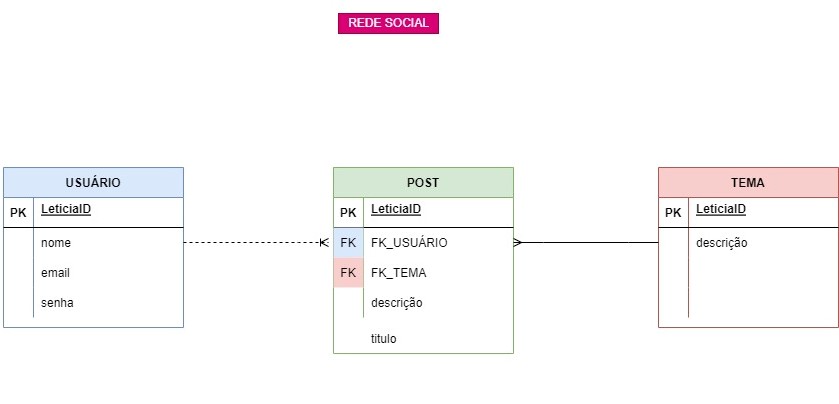 REDE SOCIAL
USUÁRIO
PK LeticiaID
nome
email
senha
POST
PK LeticiaID
FK FK_USUÁRIO
FK FK_TEMA
descrição
titulo
TEMA
PK LeticiaID
descrição